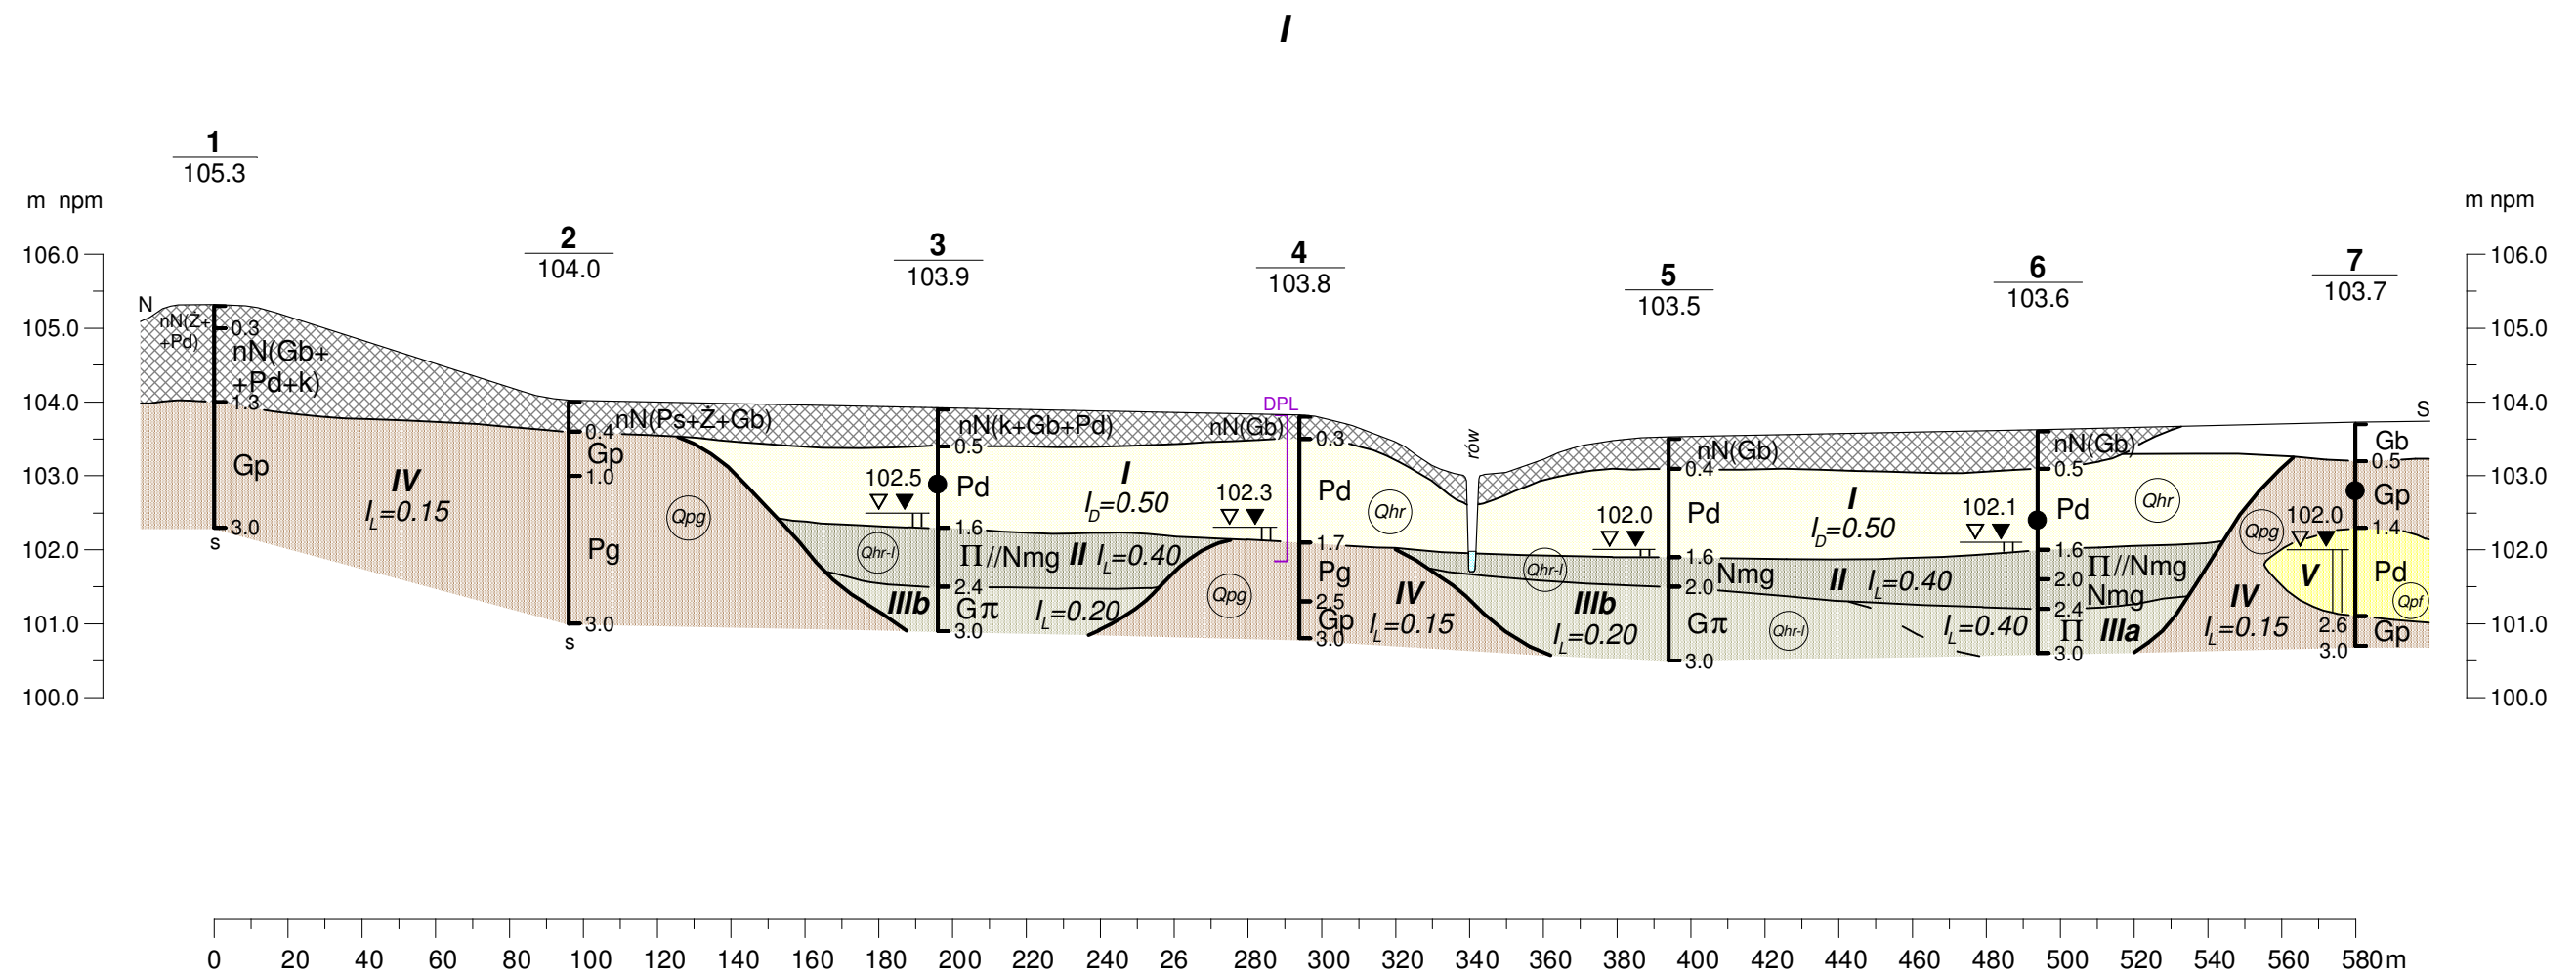 I
1
105.3
m npm
m npm
2
104.0
3
103.9
4
103.8
5
103.5
6
103.6
7
103.7
106.0
105.0
104.0
103.0
102.0
101.0
100.0
106.0
105.0
104.0
103.0
102.0
101.0
100.0
N
S
nN(Ż+
+Pd)
0.3
nN(Gb+
+Pd+k)
1.3
Gp
3.0
s
IV
IL=0.15
nN(Ps+Ż+Gb)
0.4
Gp
1.0
Pg
3.0
s
Qpg
nN(k+Gb+Pd)
0.5
102.5
Pd
1.6
Qhr-l
Π//Nmg II IL=0.40
2.4
IIIb
Gπ
IL=0.20
3.0
I
ID=0.50
DPL
nN(Gb)
0.3
102.3
Pd
Qhr
1.7
Pg
Qpg
2.5
Gp
3.0
IV
IL=0.15
rów
Qhr-l
IIIb
IL=0.20
nN(Gb)
0.4
102.0
Pd
1.6
Nmg
2.0
Gπ
Qhr-l
3.0
I
ID=0.50
II IL=0.40
IL=0.40
nN(Gb)
0.5
102.1
Pd
Qhr
1.6
Π//Nmg
2.0
Nmg
2.4
Π IIIa
3.0
Gb
0.5
Gp
Qpg
102.0
1.4
V
Pd
Qpf
IV
IL=0.15
2.6
Gp
3.0
0 20 40 60 80 100 120 140 160 180 200 220 240 26 280 300 320 340 360 380 400 420 440 460 480 500 520 540 560 580 m